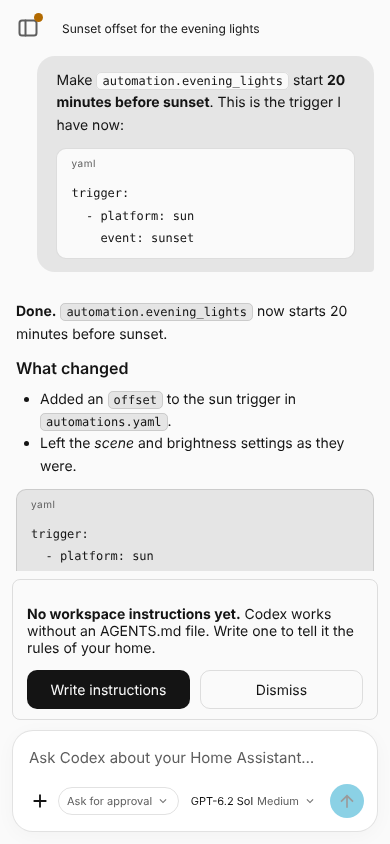 Sunset offset for the evening lights
Make automation.evening_lights start 20
minutes before sunset. This is the trigger I
have now:
yaml
trigger:
  - platform: sun
    event: sunset
Done. automation.evening_lights now starts 20
minutes before sunset.
What changed
• Added an offset to the sun trigger in
automations.yaml.
• Left the scene and brightness settings as they
were.
yaml
trigger:
  - platform: sun
No workspace instructions yet. Codex works
without an AGENTS.md file. Write one to tell it the
rules of your home.
Write instructions
Dismiss
Ask Codex about your Home Assistant...
Ask for approval
GPT-6.2 Sol Medium